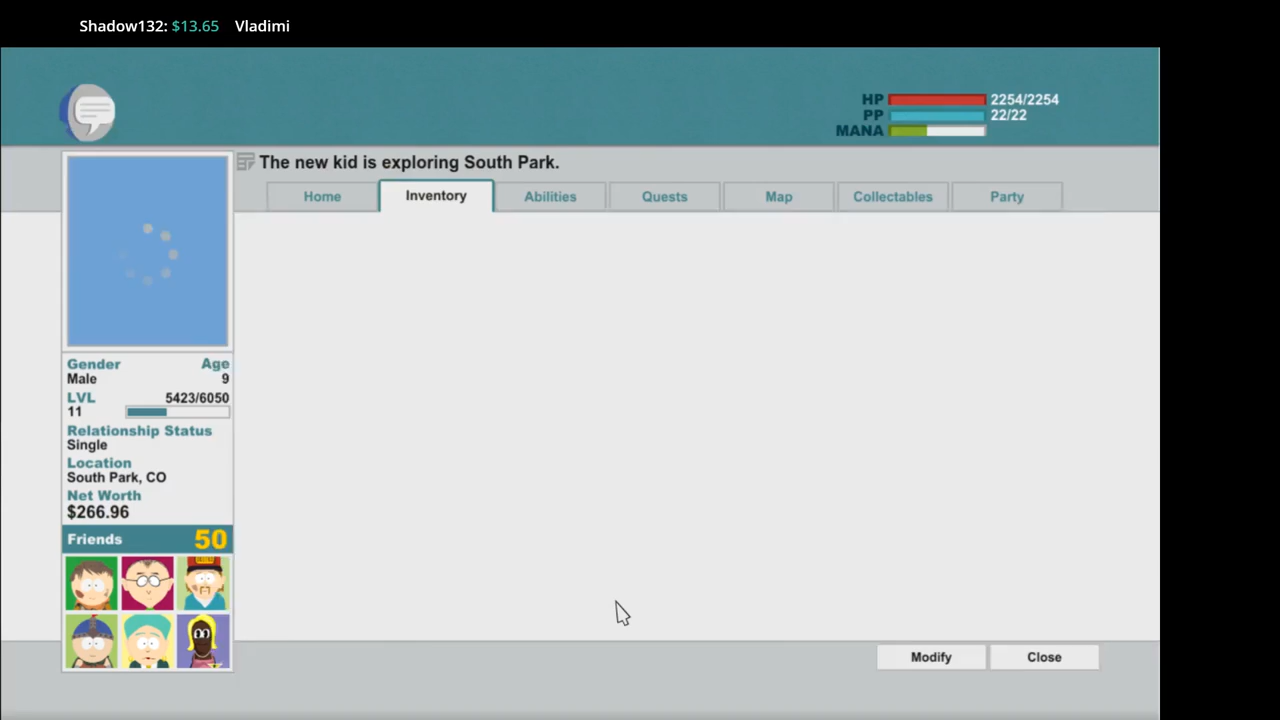 Shadow132: $13.65 Vladimi
HP 2254/2254
PP 22/22
MANA
The new kid is exploring South Park.
Home Inventory Abilities Quests Map Collectables Party
Gender Age
Male 9
LVL 5423/6050
11
Relationship Status
Single
Location
South Park, CO
Net Worth
$266.96
Friends 50
Modify Close